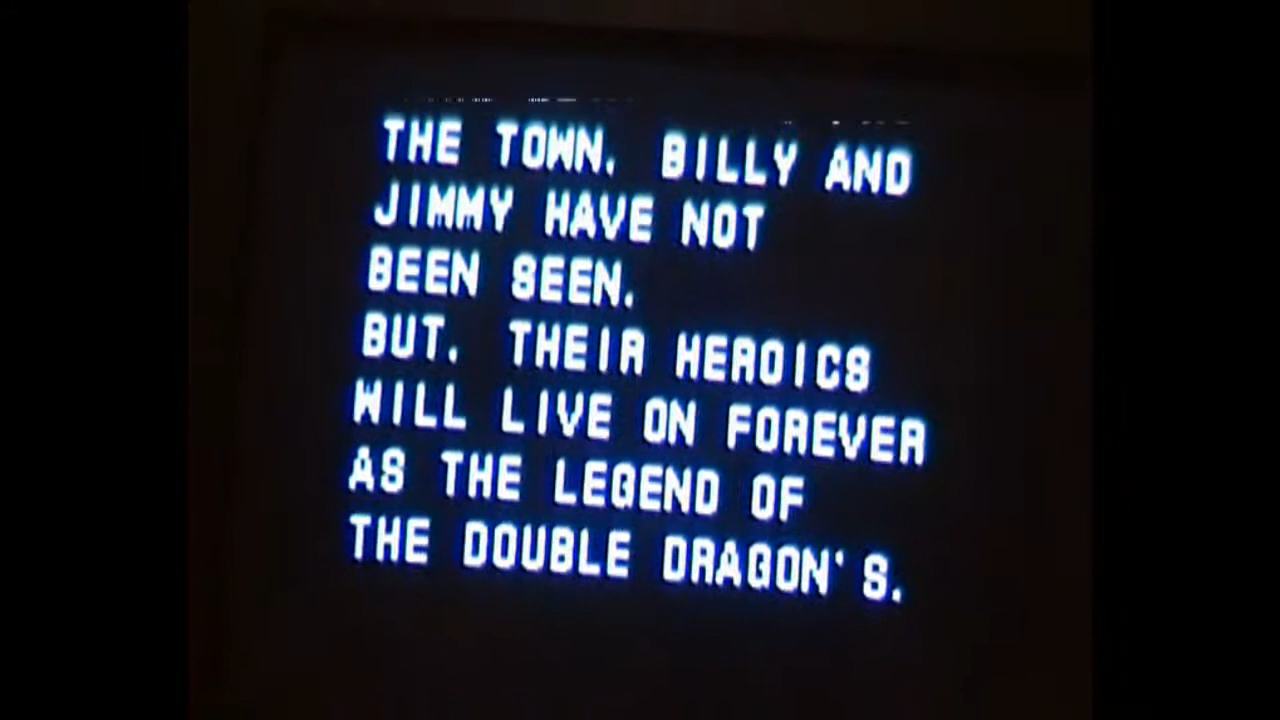 THE TOWN. BILLY AND
JIMMY HAVE NOT
BEEN SEEN.
BUT. THEIR HEROICS
WILL LIVE ON FOREVER
AS THE LEGEND OF
THE DOUBLE DRAGON'S.